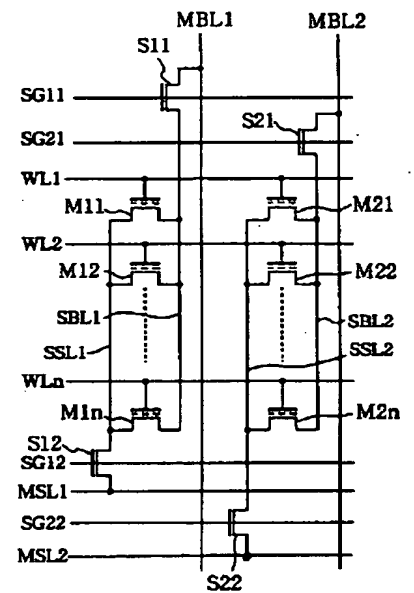 MBL1 MBL2
S11
SG11
SG21 S21
WL1
M11 M21
WL2
M12 M22
SBL1 SBL2
SSL1 SSL2
WLn
M1n M2n
S12
SG12
MSL1
SG22
MSL2
S22